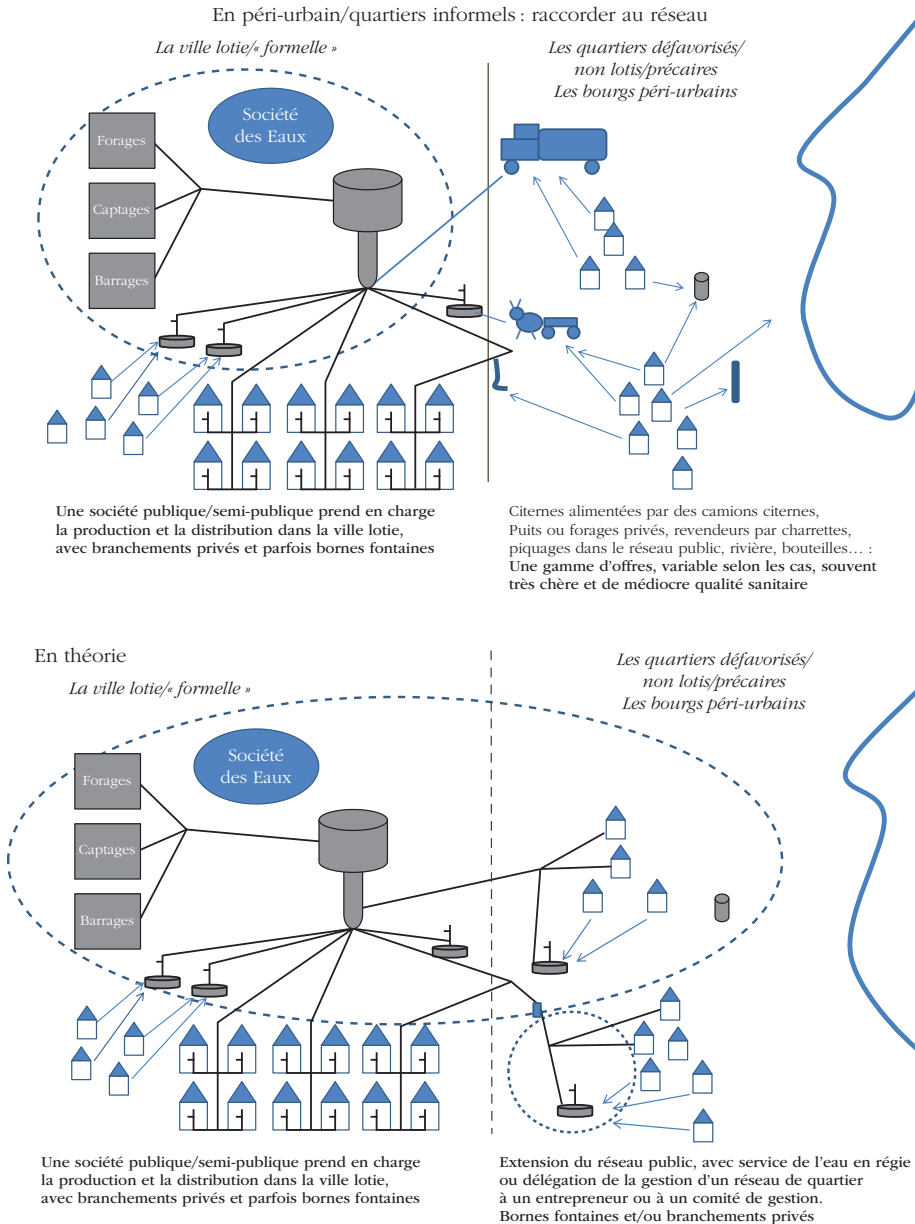 En péri-urbain/quartiers informels : raccorder au réseau
La ville lotie/« formelle »
Les quartiers défavorisés/
non lotis/précaires
Les bourgs péri-urbains
Société
des Eaux
Forages
Captages
Barrages
Une société publique/semi-publique prend en charge
la production et la distribution dans la ville lotie,
avec branchements privés et parfois bornes fontaines
Citernes alimentées par des camions citernes,
Puits ou forages privés, revendeurs par charrettes,
piquages dans le réseau public, rivière, bouteilles… :
Une gamme d'offres, variable selon les cas, souvent
très chère et de médiocre qualité sanitaire
En théorie
La ville lotie/« formelle »
Les quartiers défavorisés/
non lotis/précaires
Les bourgs péri-urbains
Société
des Eaux
Forages
Captages
Barrages
Une société publique/semi-publique prend en charge
la production et la distribution dans la ville lotie,
avec branchements privés et parfois bornes fontaines
Extension du réseau public, avec service de l'eau en régie
ou délégation de la gestion d'un réseau de quartier
à un entrepreneur ou à un comité de gestion.
Bornes fontaines et/ou branchements privés